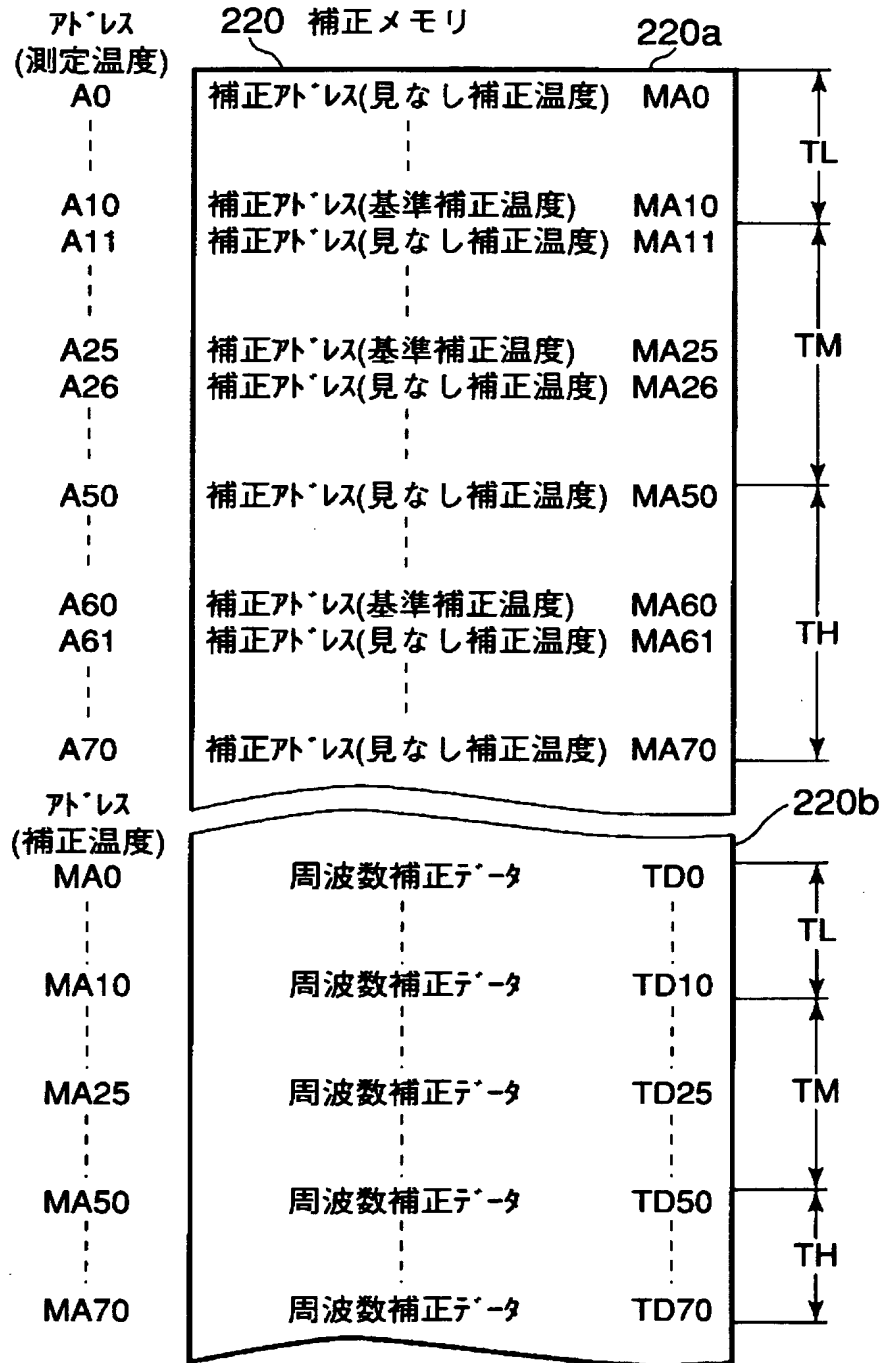 ｱﾄﾞﾚｽ
(測定温度)
220 補正メモリ
220a
A0 補正ｱﾄﾞﾚｽ(見なし補正温度) MA0
TL
A10 補正ｱﾄﾞﾚｽ(基準補正温度) MA10
A11 補正ｱﾄﾞﾚｽ(見なし補正温度) MA11
A25 補正ｱﾄﾞﾚｽ(基準補正温度) MA25
TM
A26 補正ｱﾄﾞﾚｽ(見なし補正温度) MA26
A50 補正ｱﾄﾞﾚｽ(見なし補正温度) MA50
A60 補正ｱﾄﾞﾚｽ(基準補正温度) MA60
A61 補正ｱﾄﾞﾚｽ(見なし補正温度) MA61
TH
A70 補正ｱﾄﾞﾚｽ(見なし補正温度) MA70
ｱﾄﾞﾚｽ
(補正温度)
220b
MA0 周波数補正ﾃﾞｰﾀ TD0
TL
MA10 周波数補正ﾃﾞｰﾀ TD10
MA25 周波数補正ﾃﾞｰﾀ TD25
TM
MA50 周波数補正ﾃﾞｰﾀ TD50
TH
MA70 周波数補正ﾃﾞｰﾀ TD70